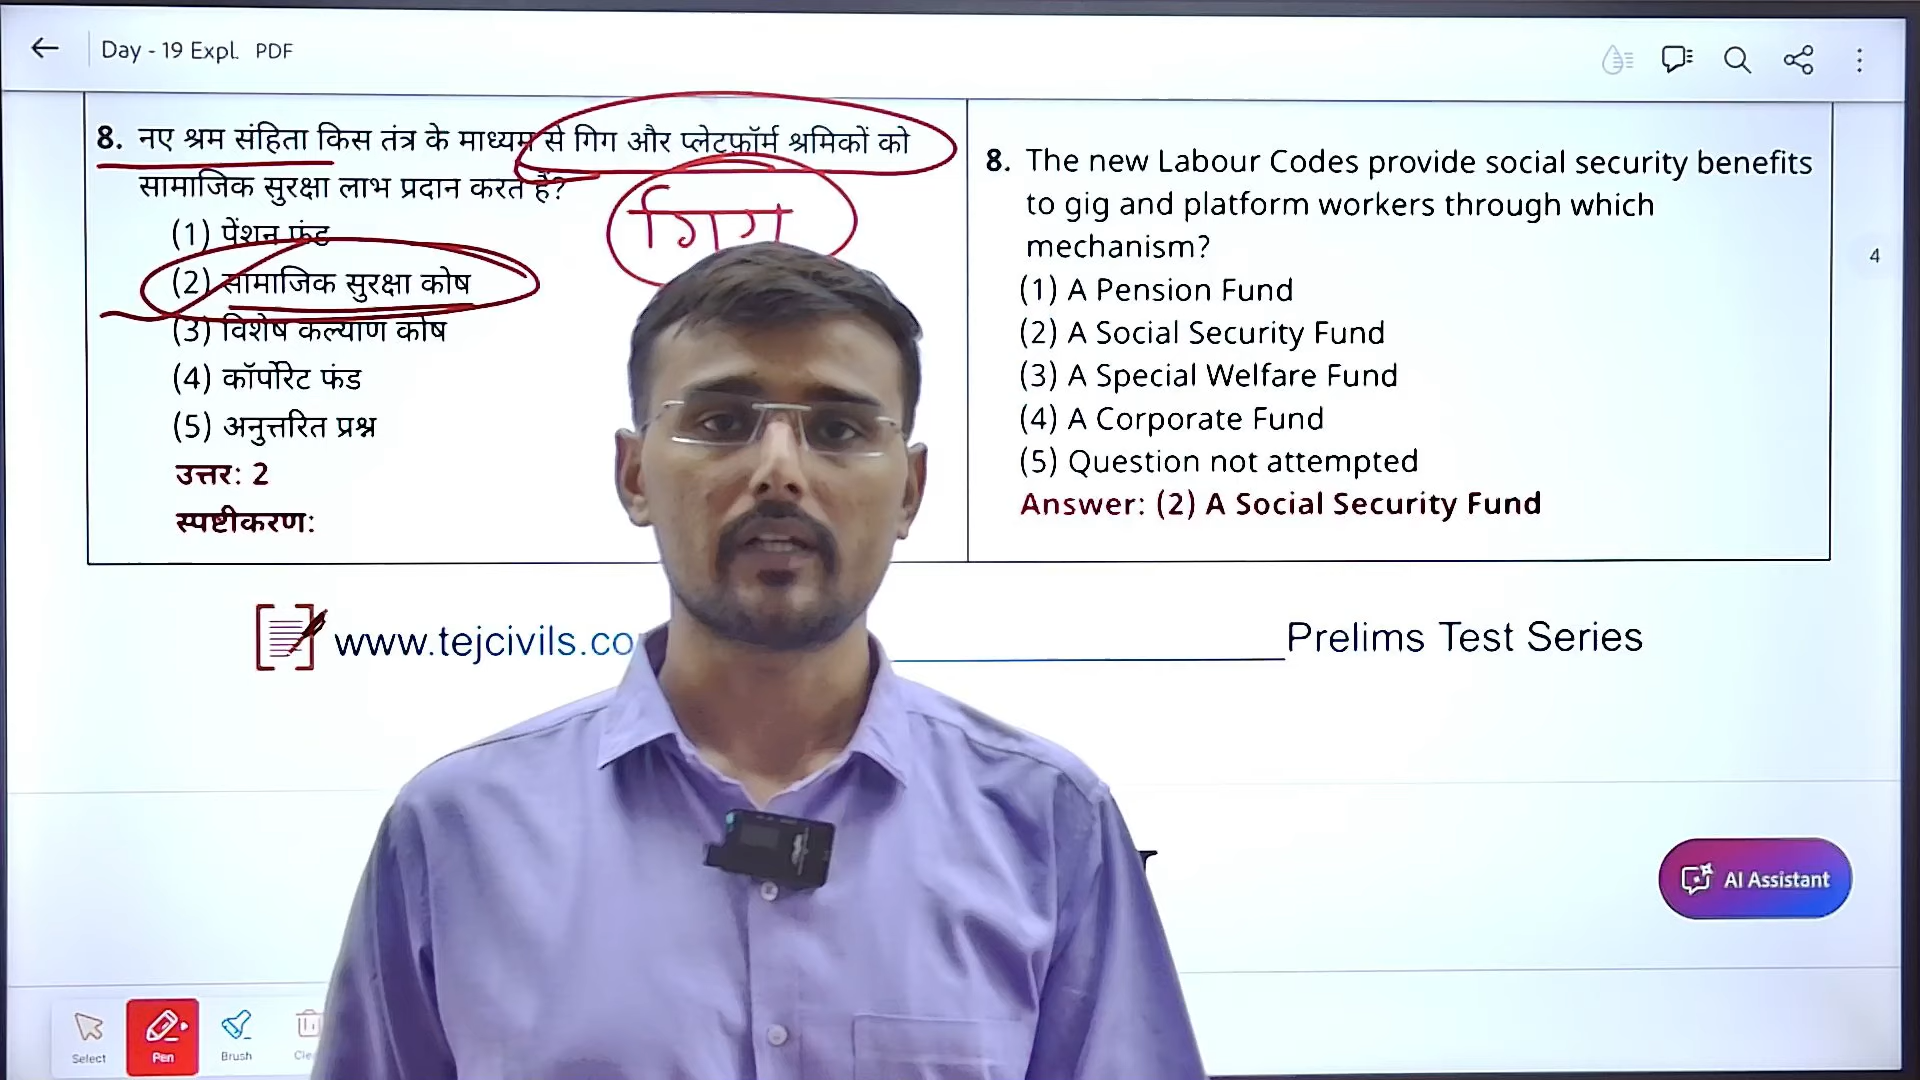 Day - 19 Expl. PDF
8. नए श्रम संहिता किस तंत्र के माध्यम से गिग और प्लेटफ़ॉर्म श्रमिकों को
सामाजिक सुरक्षा लाभ प्रदान करते हैं?
गिग
(1) पेंशन फंड
(2) सामाजिक सुरक्षा कोष
(3) विशेष कल्याण कोष
(4) कॉर्पोरेट फंड
(5) अनुत्तरित प्रश्न
उत्तर: 2
स्पष्टीकरण:
8. The new Labour Codes provide social security benefits
to gig and platform workers through which
mechanism?
(1) A Pension Fund
(2) A Social Security Fund
(3) A Special Welfare Fund
(4) A Corporate Fund
(5) Question not attempted
Answer: (2) A Social Security Fund
4
www.tejcivils.co
Prelims Test Series
AI Assistant
Select
Pen
Brush